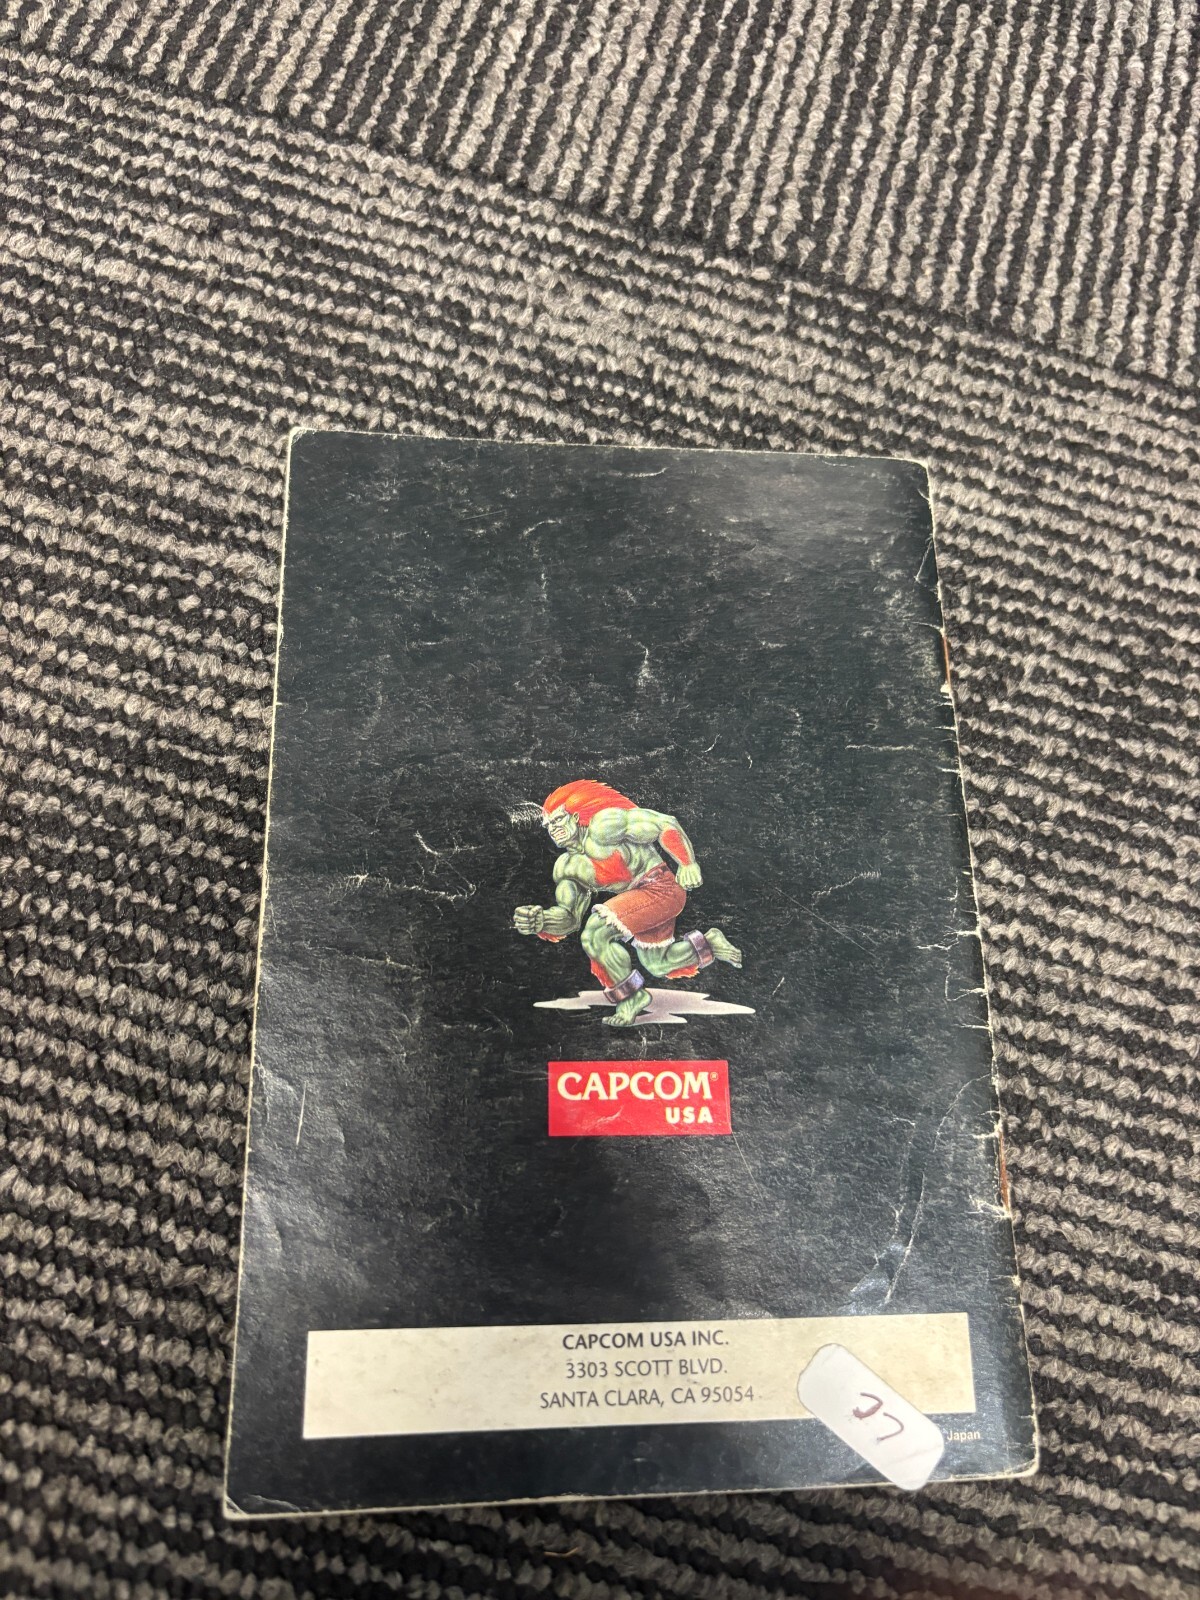 CAPCOM®
USA
CAPCOM USA INC.
3303 SCOTT BLVD.
SANTA CLARA, CA 95054
Japan